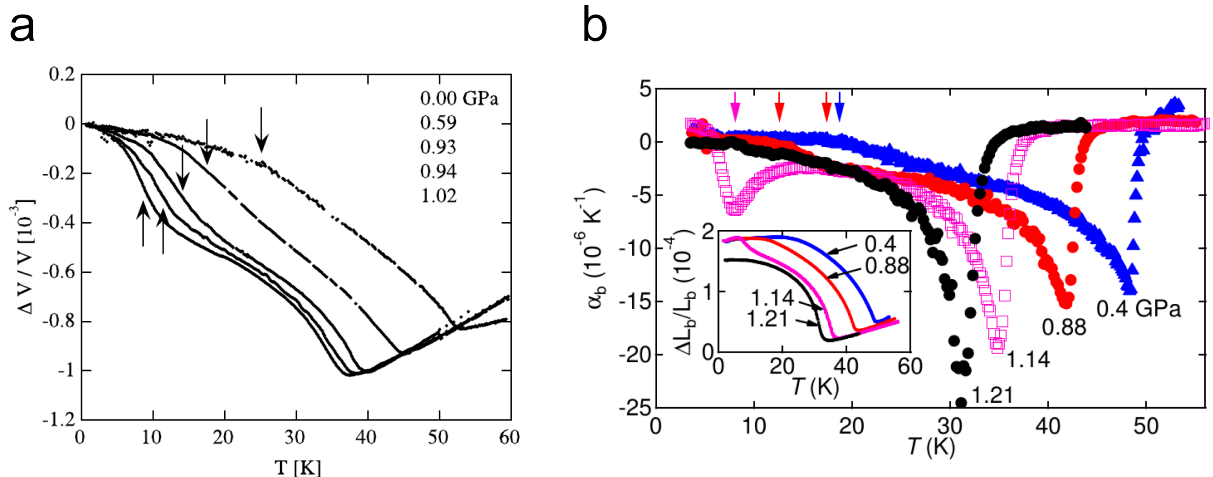 a
0.2
0
-0.2
-0.4
-0.6
-0.8
-1
-1.2
Δ V / V [10⁻³]
0.00 GPa
0.59
0.93
0.94
1.02
0 10 20 30 40 50 60
T [K]
b
5
0
-5
-10
-15
-20
-25
α_b (10⁻⁶ K⁻¹)
0.4 GPa
0.88
1.14
1.21
2
1
0
ΔL_b/L_b (10⁻⁴)
0.4
0.88
1.14
1.21
0 20 40 60
T (K)
0 10 20 30 40 50
T (K)